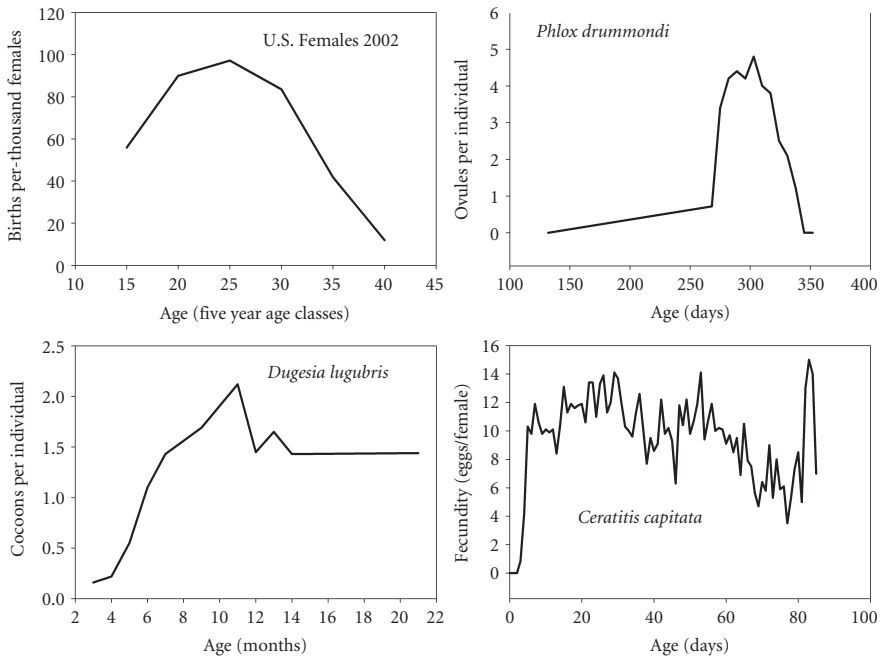 U.S. Females 2002
Births per-thousand females
120
100
80
60
40
20
0
10 15 20 25 30 35 40 45
Age (five year age classes)
Phlox drummondi
Ovules per individual
6
5
4
3
2
1
0
100 150 200 250 300 350 400
Age (days)
Dugesia lugubris
Cocoons per individual
2.5
2.0
1.5
1.0
0.5
0.0
2 4 6 8 10 12 14 16 18 20 22
Age (months)
Ceratitis capitata
Fecundity (eggs/female)
16
14
12
10
8
6
4
2
0
0 20 40 60 80 100
Age (days)